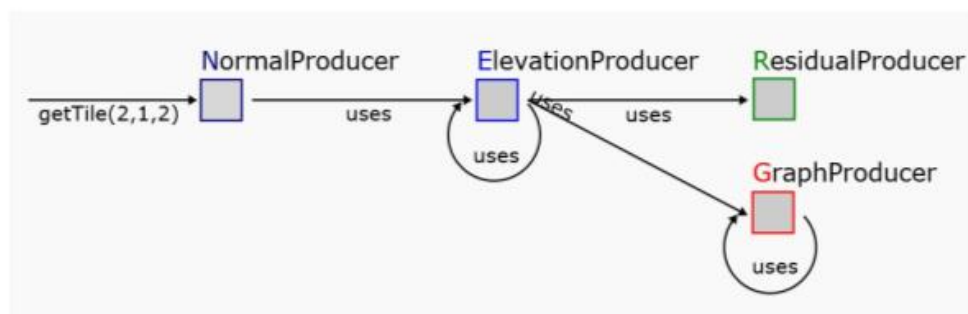 NormalProducer
ElevationProducer
ResidualProducer
getTile(2,1,2)
uses
uses
uses
uses
GraphProducer
uses